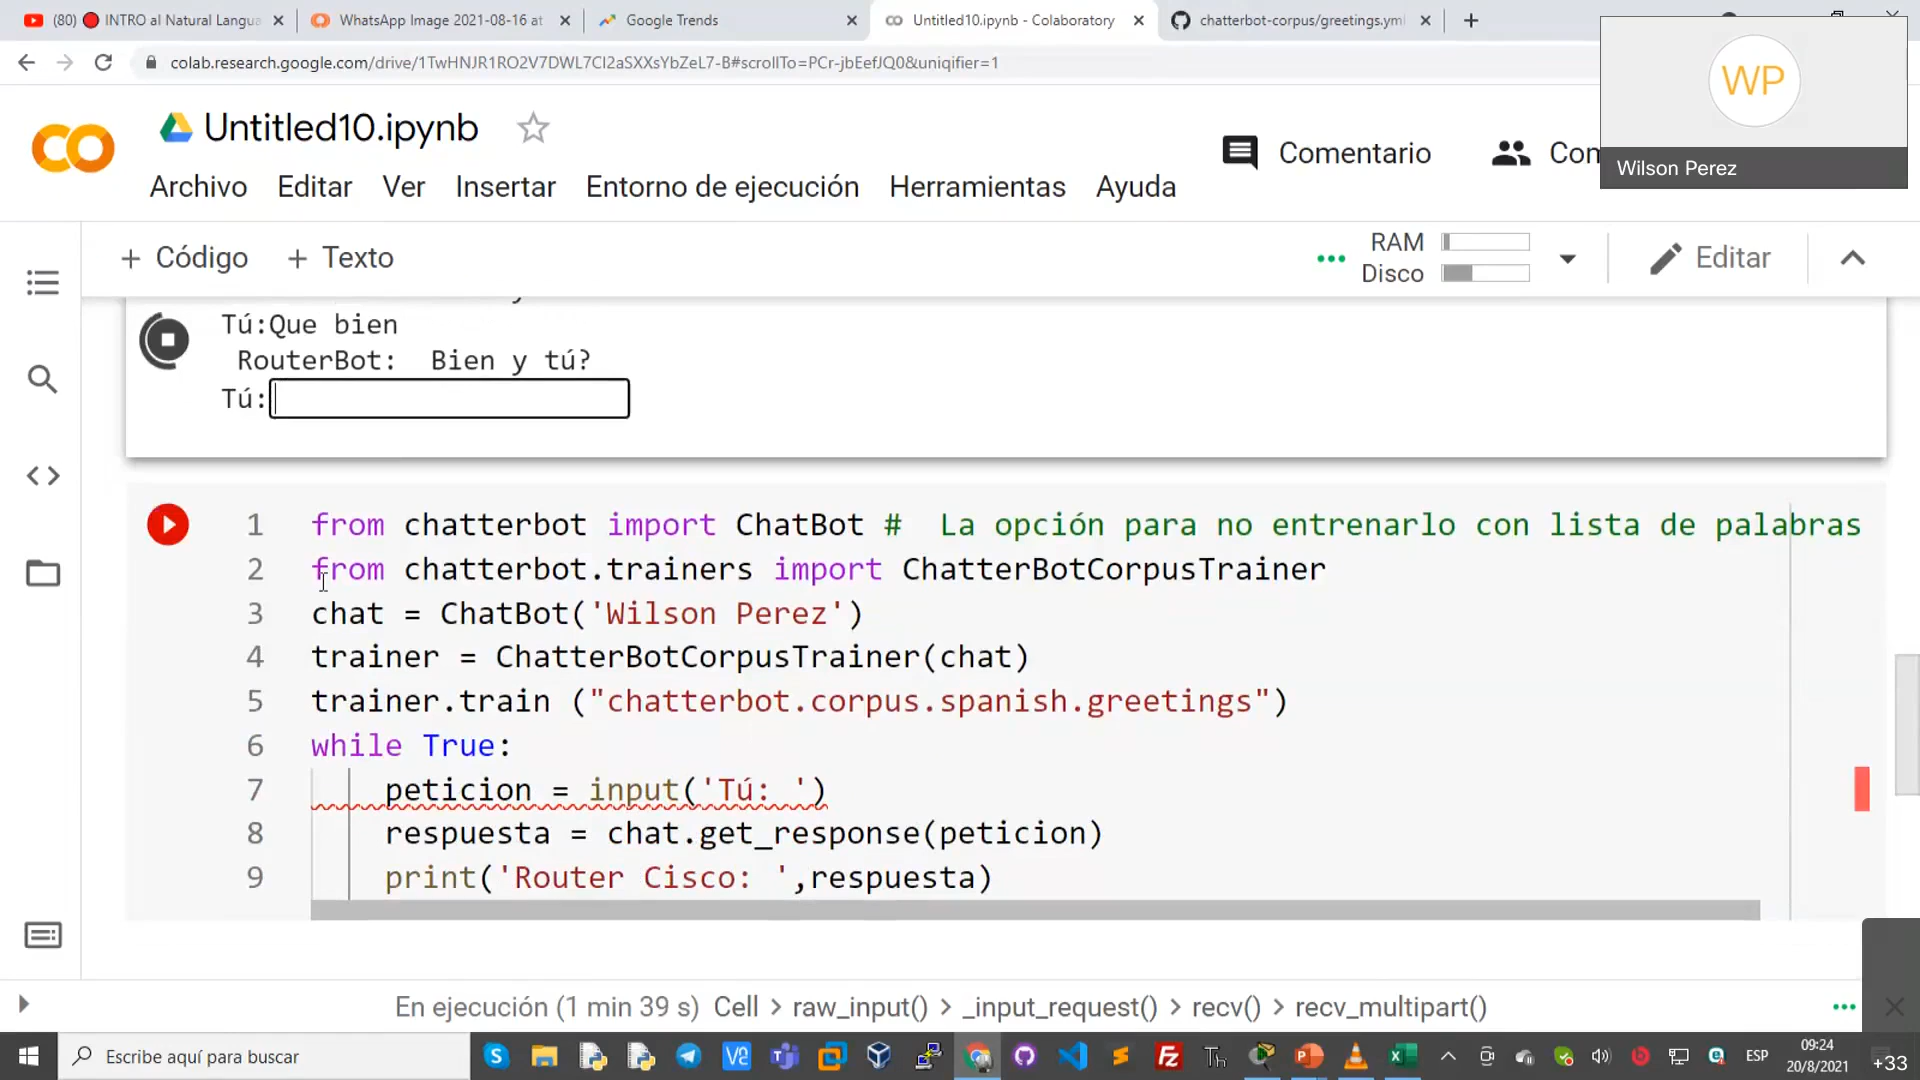 (80) 🔴 INTRO al Natural Langua
WhatsApp Image 2021-08-16 at
Google Trends
Untitled10.ipynb - Colaboratory
chatterbot-corpus/greetings.yml
colab.research.google.com/drive/1TwHNJR1RO2V7DWL7CI2aSXXsYbZeL7-B#scrollTo=PCr-jbEefJQ0&uniqifier=1
WP
Wilson Perez
Untitled10.ipynb
Comentario
Com
Archivo Editar Ver Insertar Entorno de ejecución Herramientas Ayuda
+ Código + Texto
RAM
Disco
Editar
Tú:Que bien
RouterBot:  Bien y tú?
Tú:
1 from chatterbot import ChatBot #  La opción para no entrenarlo con lista de palabras
2 from chatterbot.trainers import ChatterBotCorpusTrainer
3 chat = ChatBot('Wilson Perez')
4 trainer = ChatterBotCorpusTrainer(chat)
5 trainer.train ("chatterbot.corpus.spanish.greetings")
6 while True:
7     peticion = input('Tú: ')
8     respuesta = chat.get_response(peticion)
9     print('Router Cisco: ',respuesta)
En ejecución (1 min 39 s) Cell > raw_input() > _input_request() > recv() > recv_multipart()
Escribe aquí para buscar
ESP
09:24
20/8/2021
+33